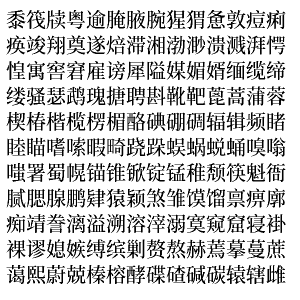 黍筏牍粤逾腌腋腕猩猬惫敦痘痢
痪竣翔奠遂焙滞湘渤渺溃溅湃愕
惶寓窖窘雇谤犀隘媒媚婿缅缆缔
缕骚瑟鹉瑰搪聘斟靴靶蓖蒿蒲蓉
楔椿楷榄楞楣酪碘硼碉辐辑频睹
睦瞄嗜嗦暇畸跷跺蜈蜗蜕蛹嗅嗡
嗤署蜀幌锚锥锨锭锰稚颓筷魁衙
腻腮腺鹏肄猿颖煞雏馍馏禀痹廓
痴靖誊漓溢溯溶滓溺寞窥窟寝褂
裸谬媳嫉缚缤剿赘熬赫蔫摹蔓蔗
蔼熙蔚兢榛榕酵碟碴碱碳辕辖雌